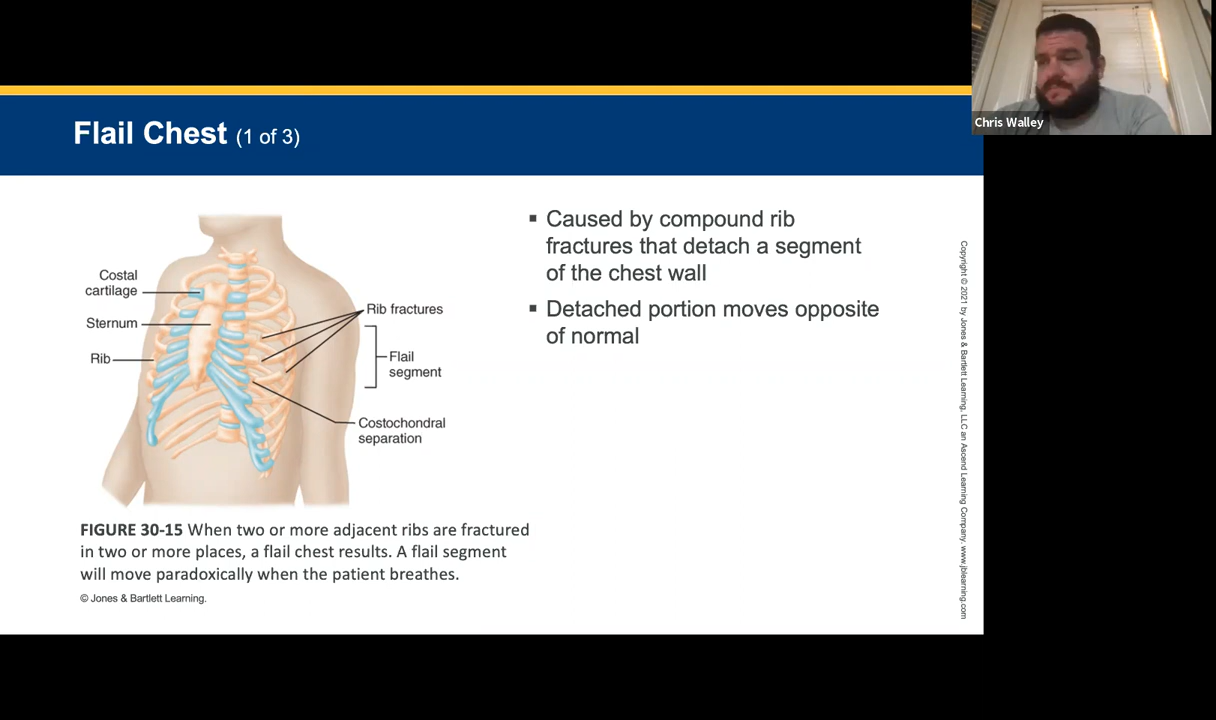 Chris Walley
Flail Chest (1 of 3)
Costal
cartilage
Sternum
Rib
Rib fractures
Flail
segment
Costochondral
separation
FIGURE 30-15 When two or more adjacent ribs are fractured
in two or more places, a flail chest results. A flail segment
will move paradoxically when the patient breathes.
© Jones & Bartlett Learning.
▪ Caused by compound rib
fractures that detach a segment
of the chest wall
▪ Detached portion moves opposite
of normal
Copyright © 2021 by Jones & Bartlett Learning, LLC an Ascend Learning Company. www.jblearning.com